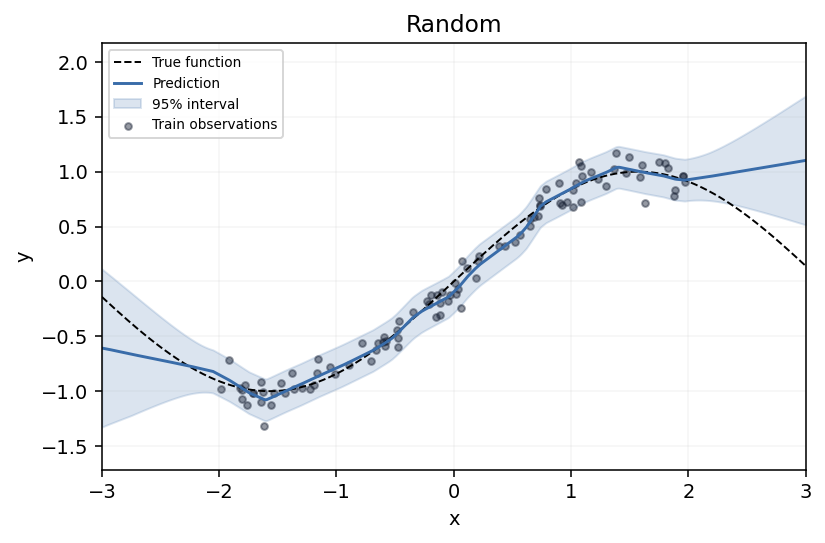 Random
True function
Prediction
95% interval
Train observations
2.0
1.5
1.0
0.5
0.0
−0.5
−1.0
−1.5
y
−3 −2 −1 0 1 2 3
x